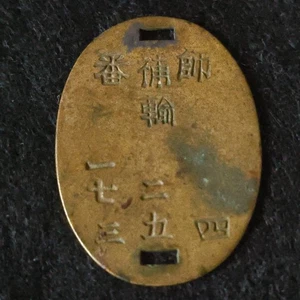 師 四
補輸 二五
番 一七三